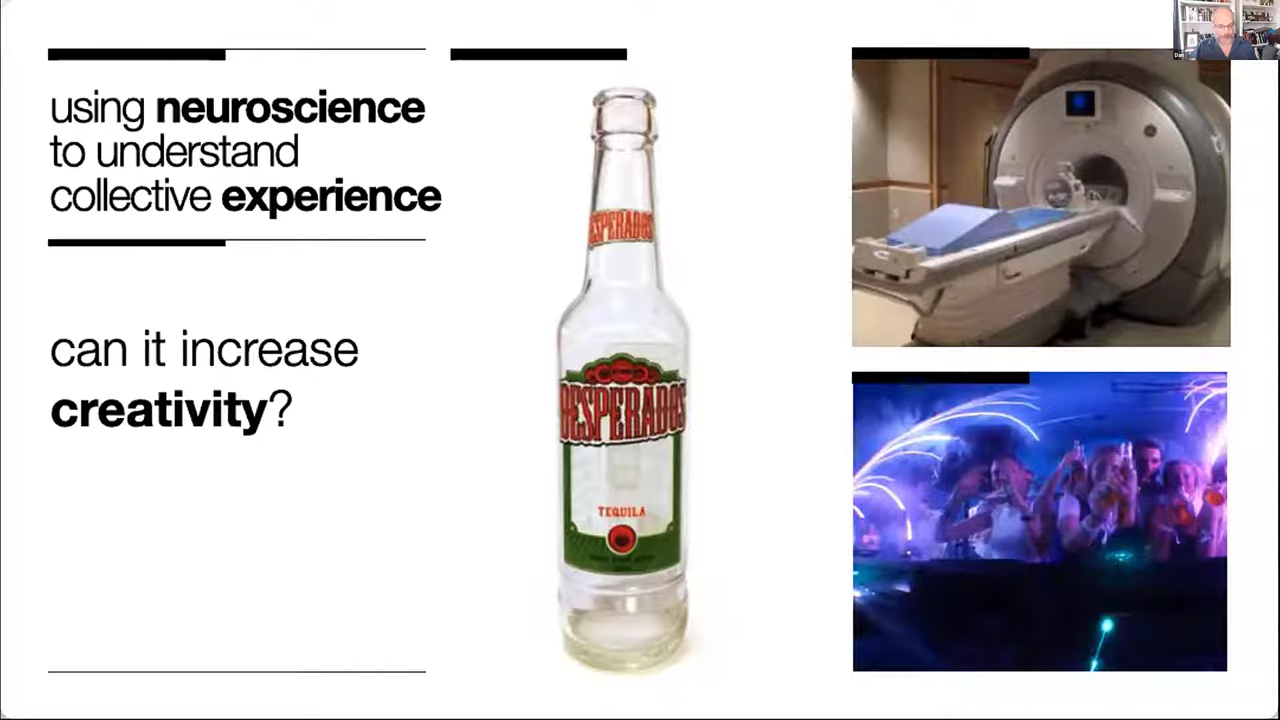 using neuroscience
to understand
collective experience
can it increase
creativity?
DESPERADOS
DESPERADOS
TEQUILA